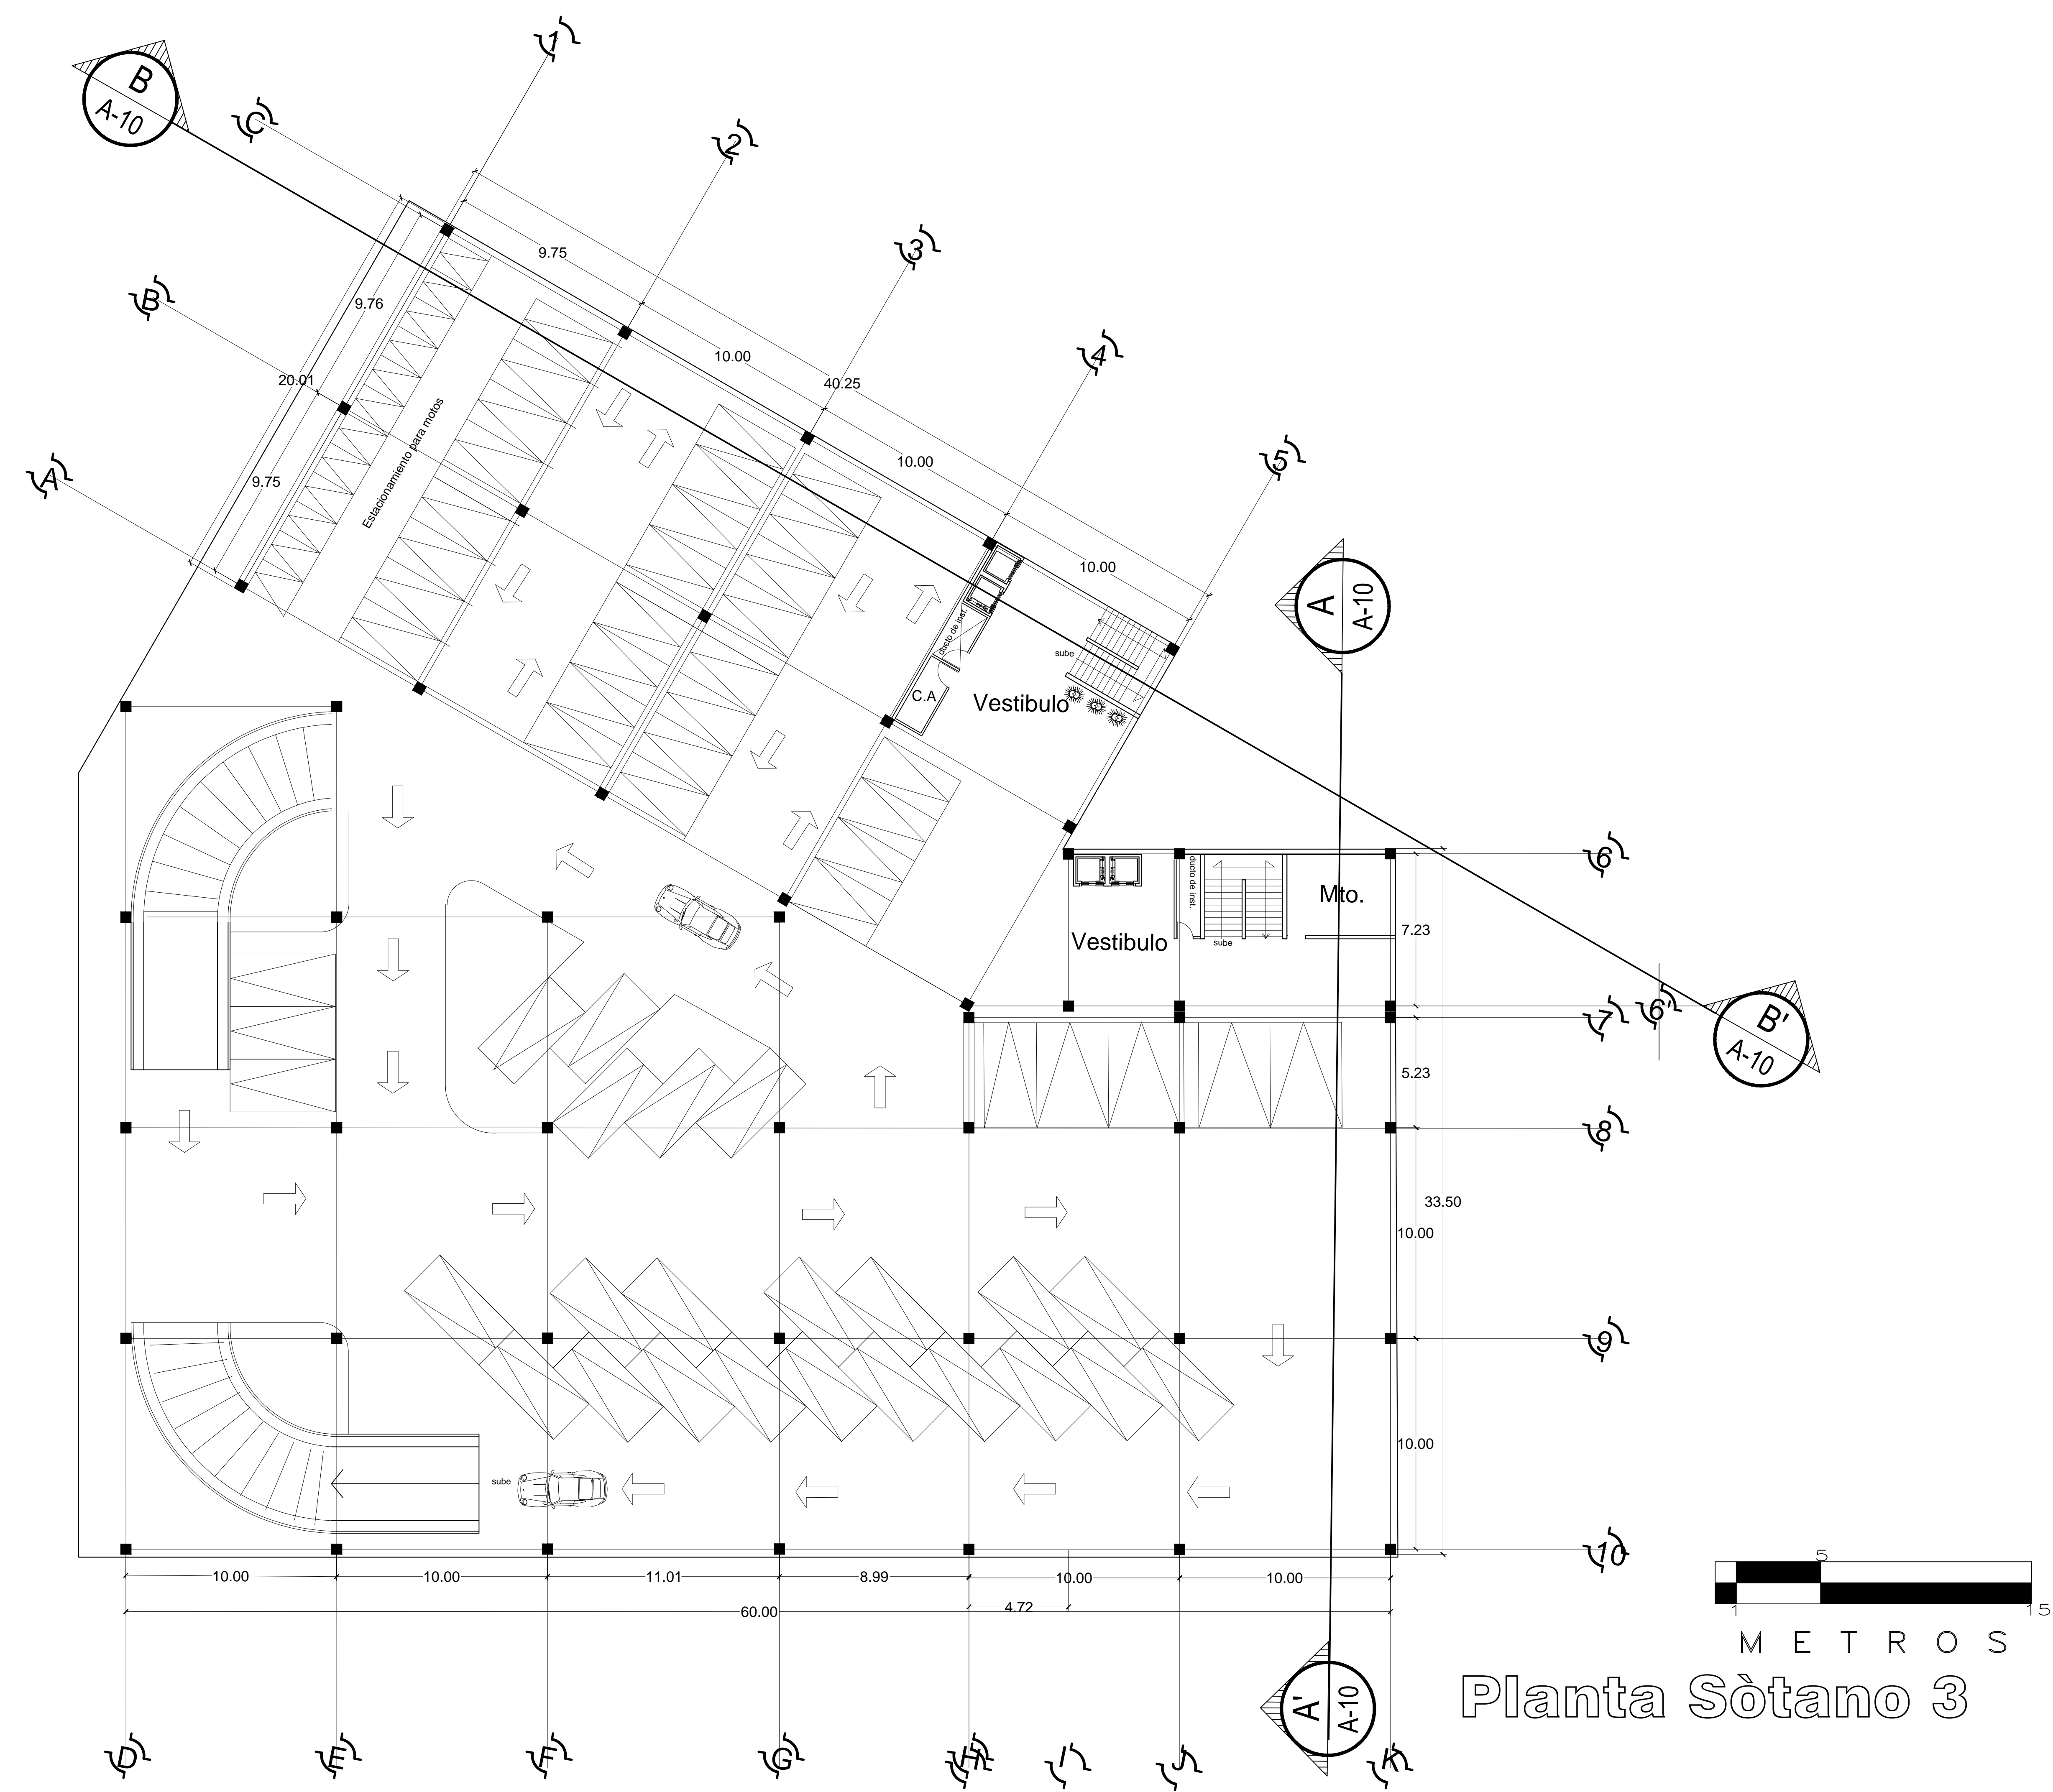 1
B
A-10
C
2
3
9.75
B
9.76
4
10.00
20.01
40.25
Estacionamiento para motos
10.00
5
A
9.75
10.00
A
A-10
ducto de inst.
sube
C.A
Vestibulo
6
ducto de inst.
Mto.
7.23
Vestibulo
sube
7
6'
B'
A-10
5.23
8
33.50
10.00
9
10.00
sube
10
10.00
10.00
11.01
8.99
10.00
10.00
4.72
60.00
5
1
15
METROS
Planta Sòtano 3
A'
A-10
D
E
F
G
H
I
J
K